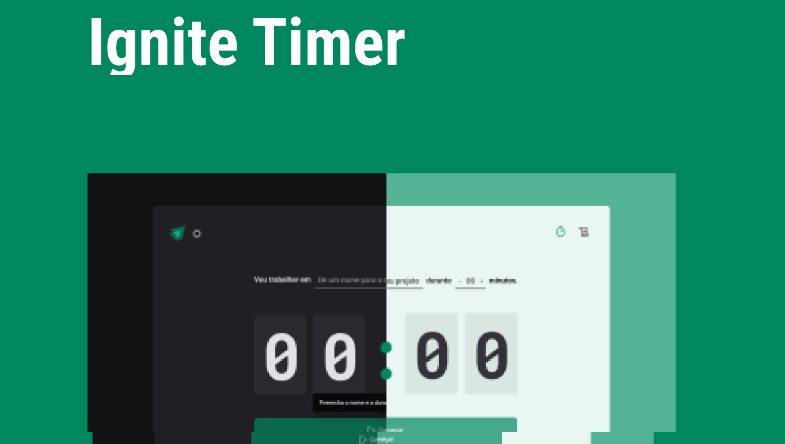 Ignite Timer
Vou trabalhar em Dê um nome para o seu projeto durante - 00 + minutos.
00:00
Preencha o nome e a
Começar
Começar